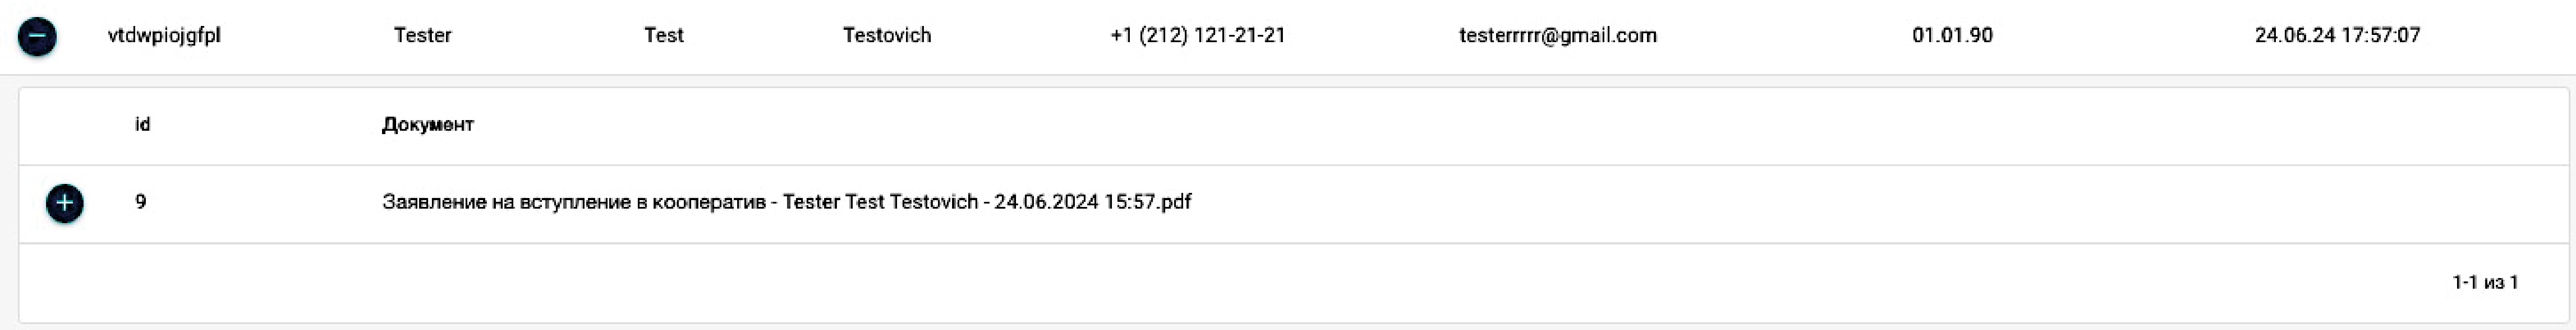 vtdwpiojgfpl Tester Test Testovich +1 (212) 121-21-21 testerrrrr@gmail.com 01.01.90 24.06.24 17:57:07
id Документ
9 Заявление на вступление в кооператив - Tester Test Testovich - 24.06.2024 15:57.pdf
1-1 из 1